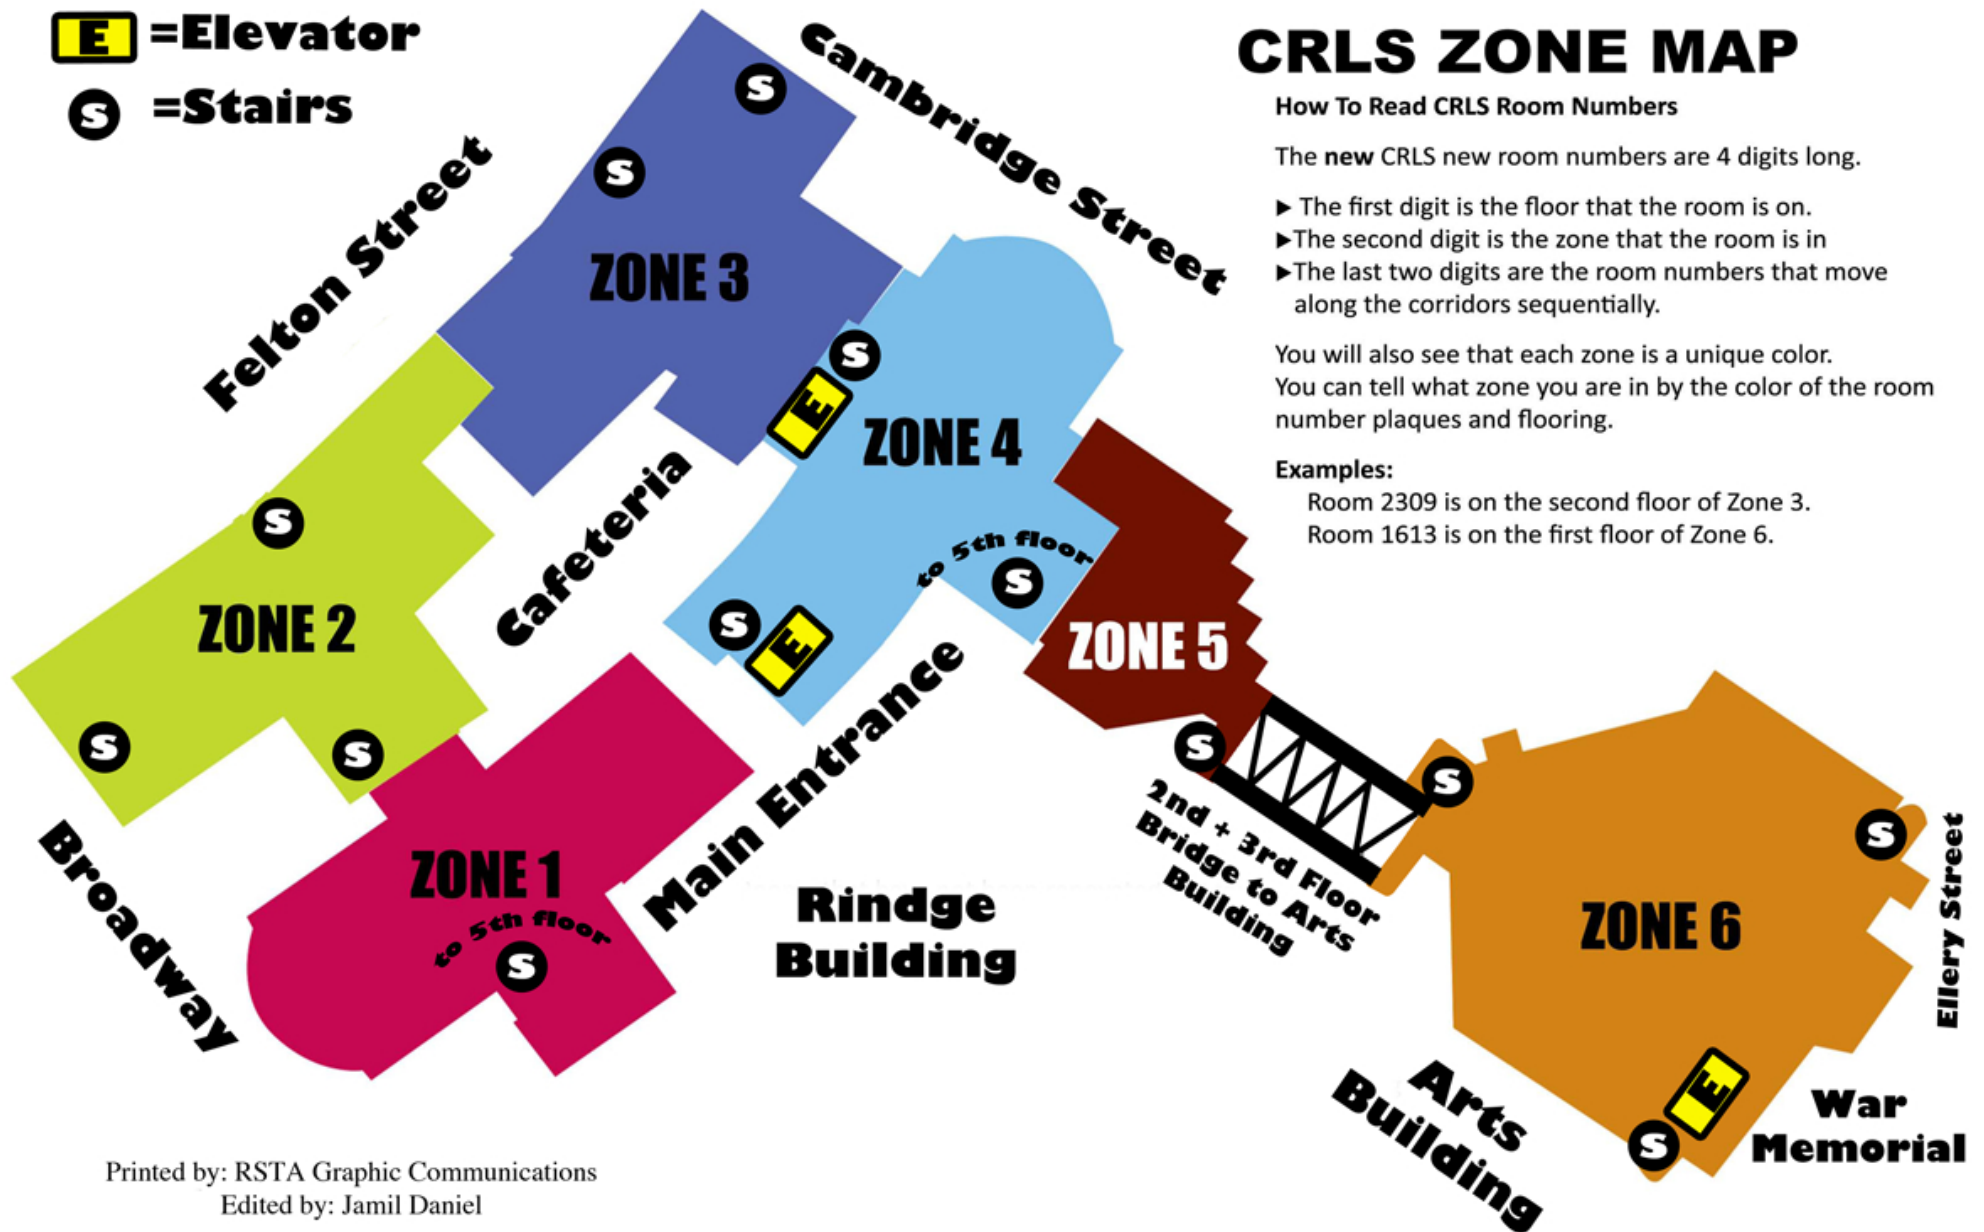 E =Elevator
S =Stairs
CRLS ZONE MAP
How To Read CRLS Room Numbers
The new CRLS new room numbers are 4 digits long.
▶ The first digit is the floor that the room is on.
▶The second digit is the zone that the room is in
▶The last two digits are the room numbers that move
along the corridors sequentially.
You will also see that each zone is a unique color.
You can tell what zone you are in by the color of the room
number plaques and flooring.
Examples:
Room 2309 is on the second floor of Zone 3.
Room 1613 is on the first floor of Zone 6.
Cambridge Street
Felton Street
S
S
ZONE 3
S
E
ZONE 4
Cafeteria
to 5th floor
S
S
E
S
ZONE 2
S
S
ZONE 5
Main Entrance
Broadway
ZONE 1
to 5th floor
S
Rindge
Building
S
S
2nd + 3rd Floor
Bridge to Arts
Building
S
ZONE 6
Ellery Street
E
S
Arts
Building
War
Memorial
Printed by: RSTA Graphic Communications
Edited by: Jamil Daniel